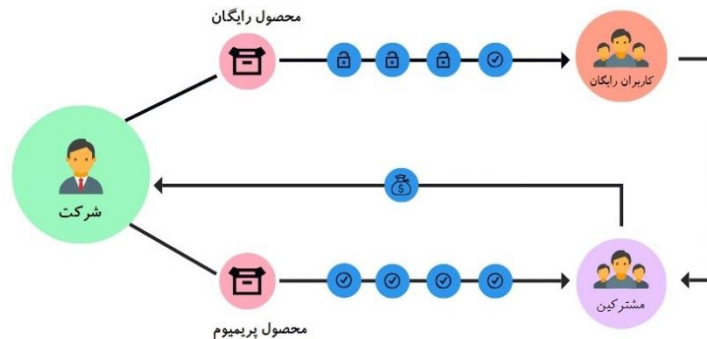 محصول رایگان
کاربران رایگان
شرکت
$
مشترکین
محصول پریمیوم